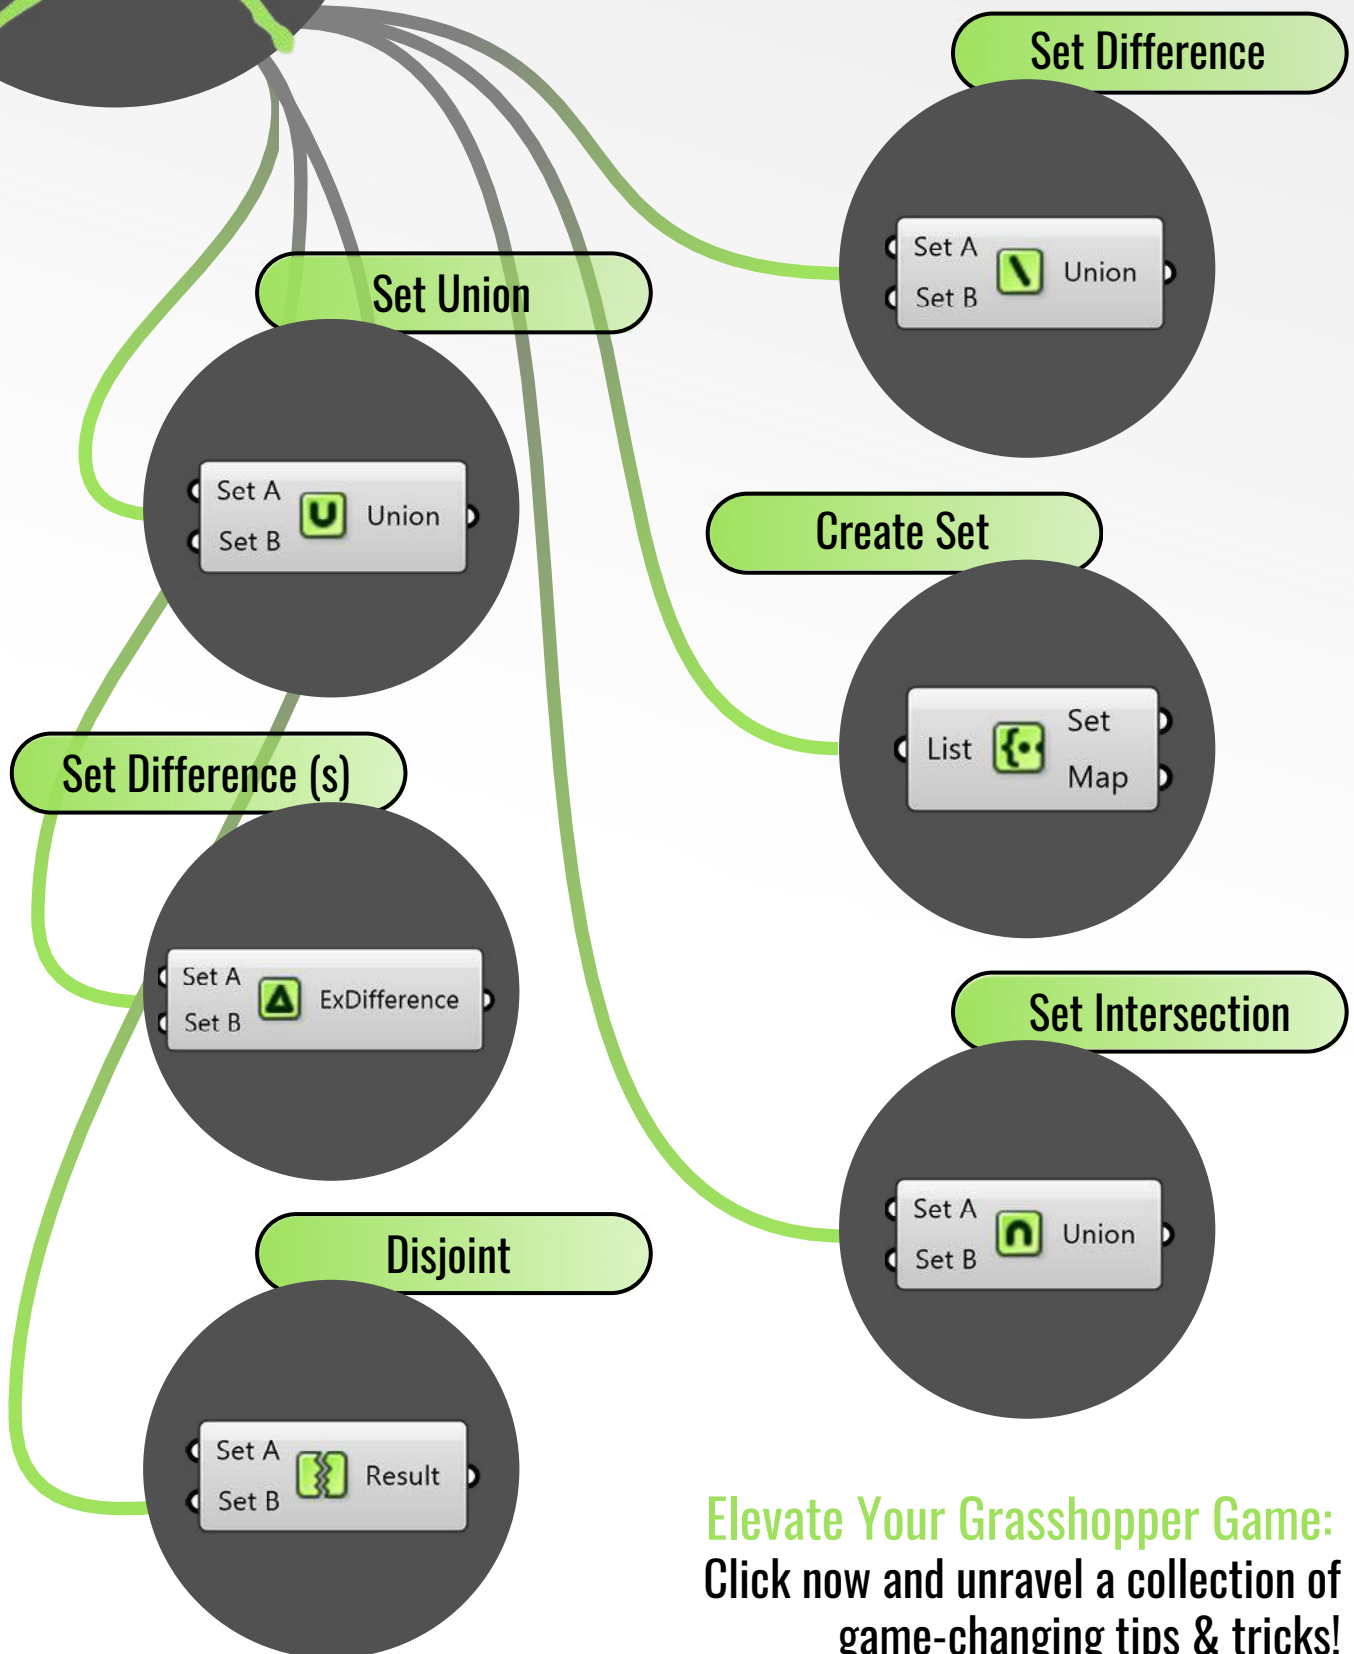 Set Difference
Set A
Set B
Union
Set Union
Set A
Set B
Union
Create Set
List
Set
Map
Set Difference (s)
Set A
Set B
ExDifference
Set Intersection
Set A
Set B
Union
Disjoint
Set A
Set B
Result
Elevate Your Grasshopper Game:
Click now and unravel a collection of
game-changing tips & tricks!